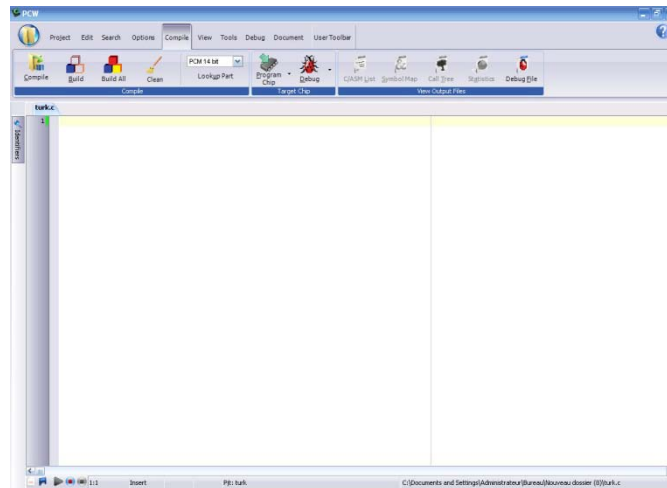 PCW
Project Edit Search Options Compile View Tools Debug Document User Toolbar
PCM 14 bit
Compile Build Build All Clean Lookup Part Program Chip Debug C/ASM List Symbol Map Call Tree Statistics Debug File
Compile Target Chip View Output Files
turk.c
Identifiers
1
1:1 Insert Pjt: turk C:\Documents and Settings\Administrateur\Bureau\Nouveau dossier (8)\turk.c